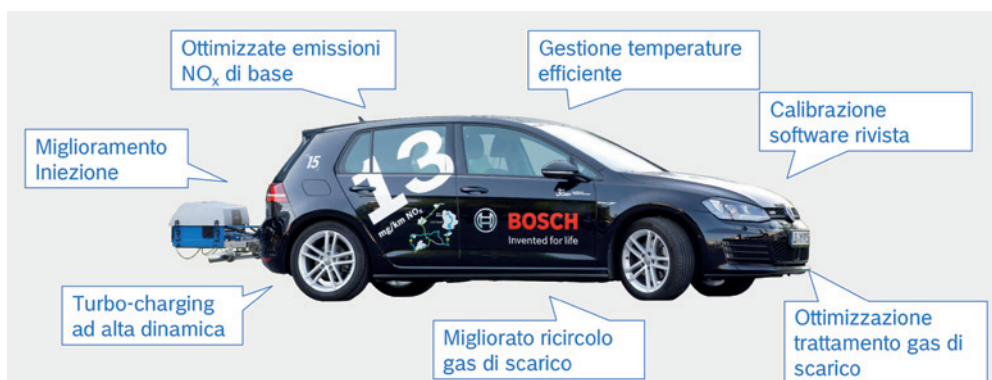 Ottimizzate emissioni
NOx di base
Gestione temperature
efficiente
Calibrazione
software rivista
Miglioramento
Iniezione
15
13
mg/km NOx
BOSCH
Invented for life
Turbo-charging
ad alta dinamica
Migliorato ricircolo
gas di scarico
Ottimizzazione
trattamento gas di
scarico